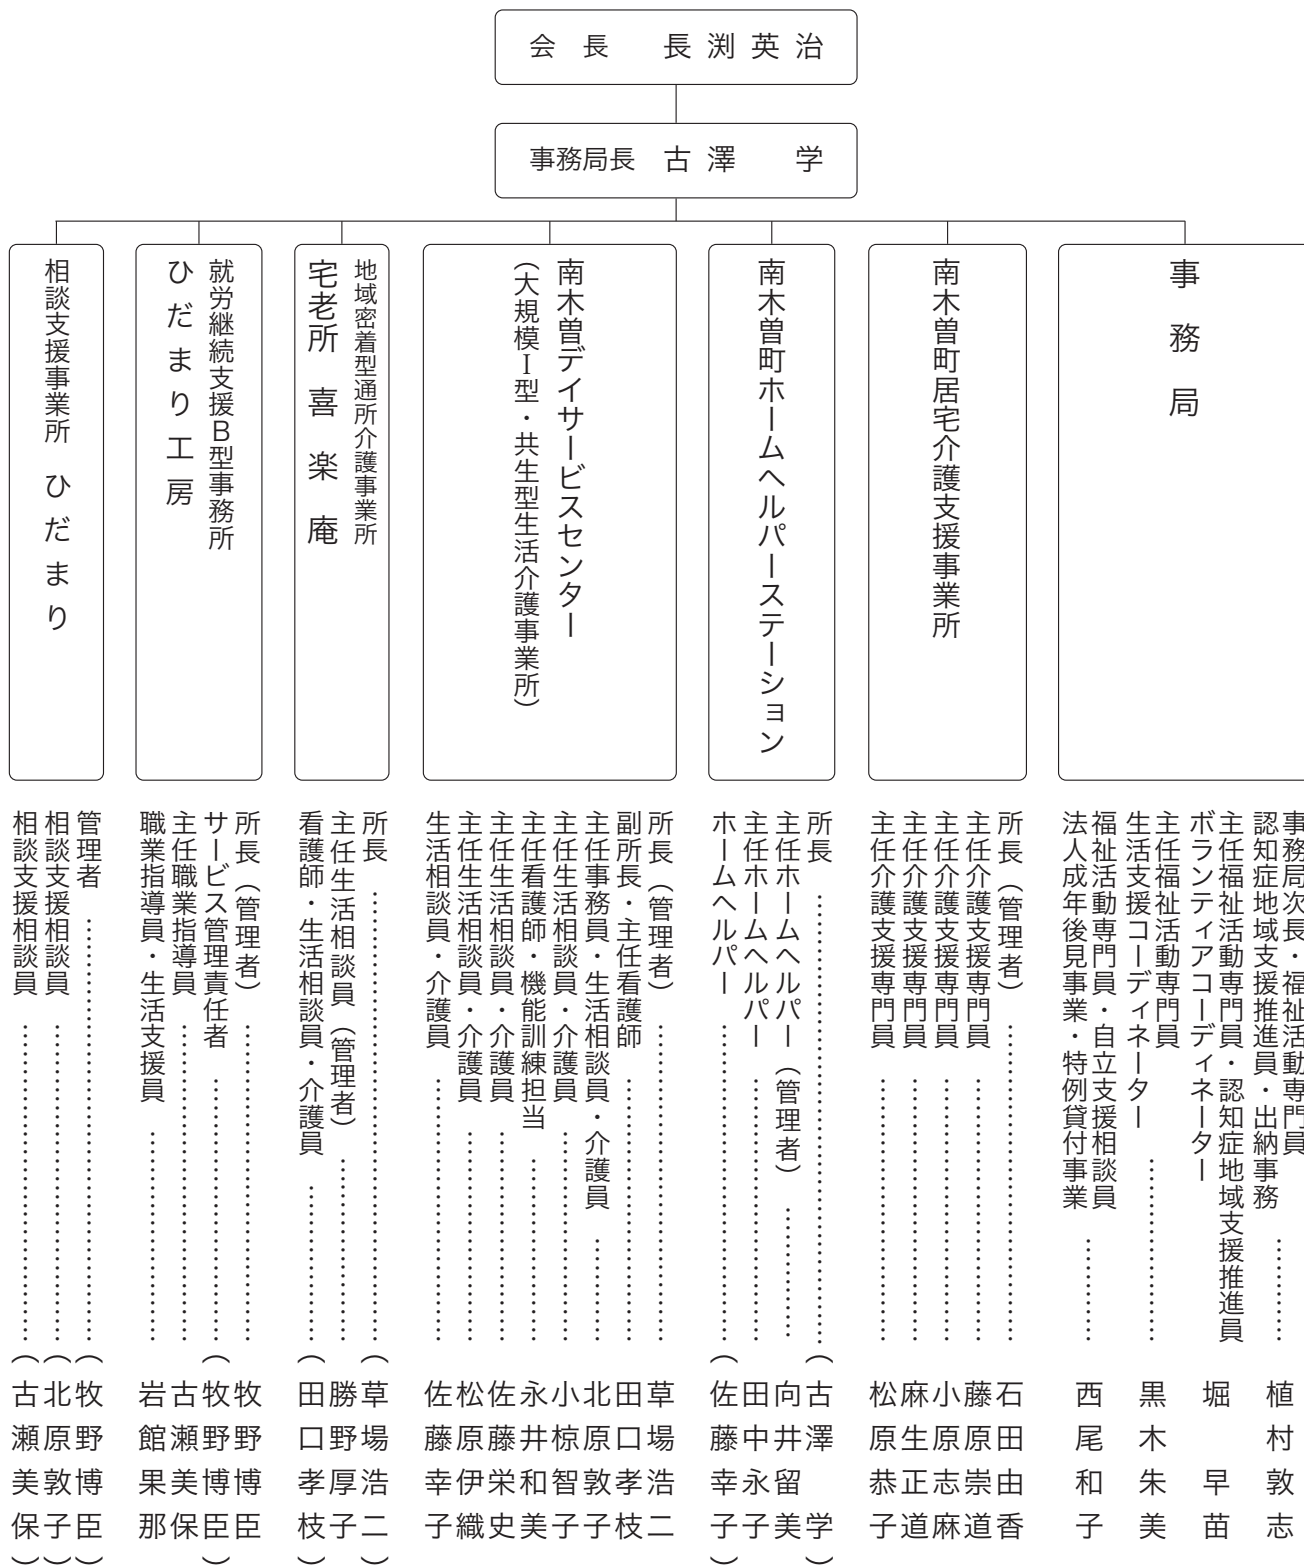 会長 長渕英治
事務局長 古澤 学
事務局
事務局次長・福祉活動専門員
認知症地域支援推進員・出納事務 ………… 植村敦志
主任福祉活動専門員・認知症地域支援推進員
ボランティアコーディネーター 堀 早苗
主任福祉活動専門員
生活支援コーディネーター ………… 黒木朱美
福祉活動専門員・自立支援相談員
法人成年後見事業・特例貸付事業 ………… 西尾和子
南木曽町居宅介護支援事業所
所長（管理者） ………… 石田由香
主任介護支援専門員 ………… 藤原崇道
主任介護支援専門員 ………… 小原志麻
主任介護支援専門員 ………… 麻生正道
主任介護支援専門員 ………… 松原恭子
南木曽町ホームヘルパーステーション
所長 ………… （古澤 学）
主任ホームヘルパー（管理者） ………… 向井留美
主任ホームヘルパー ………… 田中永子
ホームヘルパー ………… （佐藤幸子）
南木曽デイサービスセンター
（大規模Ⅰ型・共生型生活介護事業所）
所長（管理者） ………… 草場浩二
副所長・主任看護師 ………… 田口孝枝
主任事務員・生活相談員・介護員 ………… 北原敦子
主任生活相談員・介護員 ………… 小椋智子
主任看護師・機能訓練担当 ………… 永井和美
主任生活相談員・介護員 ………… 佐藤栄史
主任生活相談員・介護員 ………… 松原伊織
生活相談員・介護員 ………… 佐藤幸子
地域密着型通所介護事業所
宅老所 喜楽庵
所長 ………… （草場浩二）
主任生活相談員（管理者） ………… 勝野厚子
看護師・生活相談員・介護員 ………… （田口孝枝）
就労継続支援Ｂ型事務所
ひだまり工房
所長（管理者） ………… 牧野博臣
サービス管理責任者 ………… （牧野博臣）
主任職業指導員 ………… 古瀬美保
職業指導員・生活支援員 ………… 岩館果那
相談支援事業所 ひだまり
管理者 ………… （牧野博臣）
相談支援相談員 ………… （北原敦子）
相談支援相談員 ………… （古瀬美保）